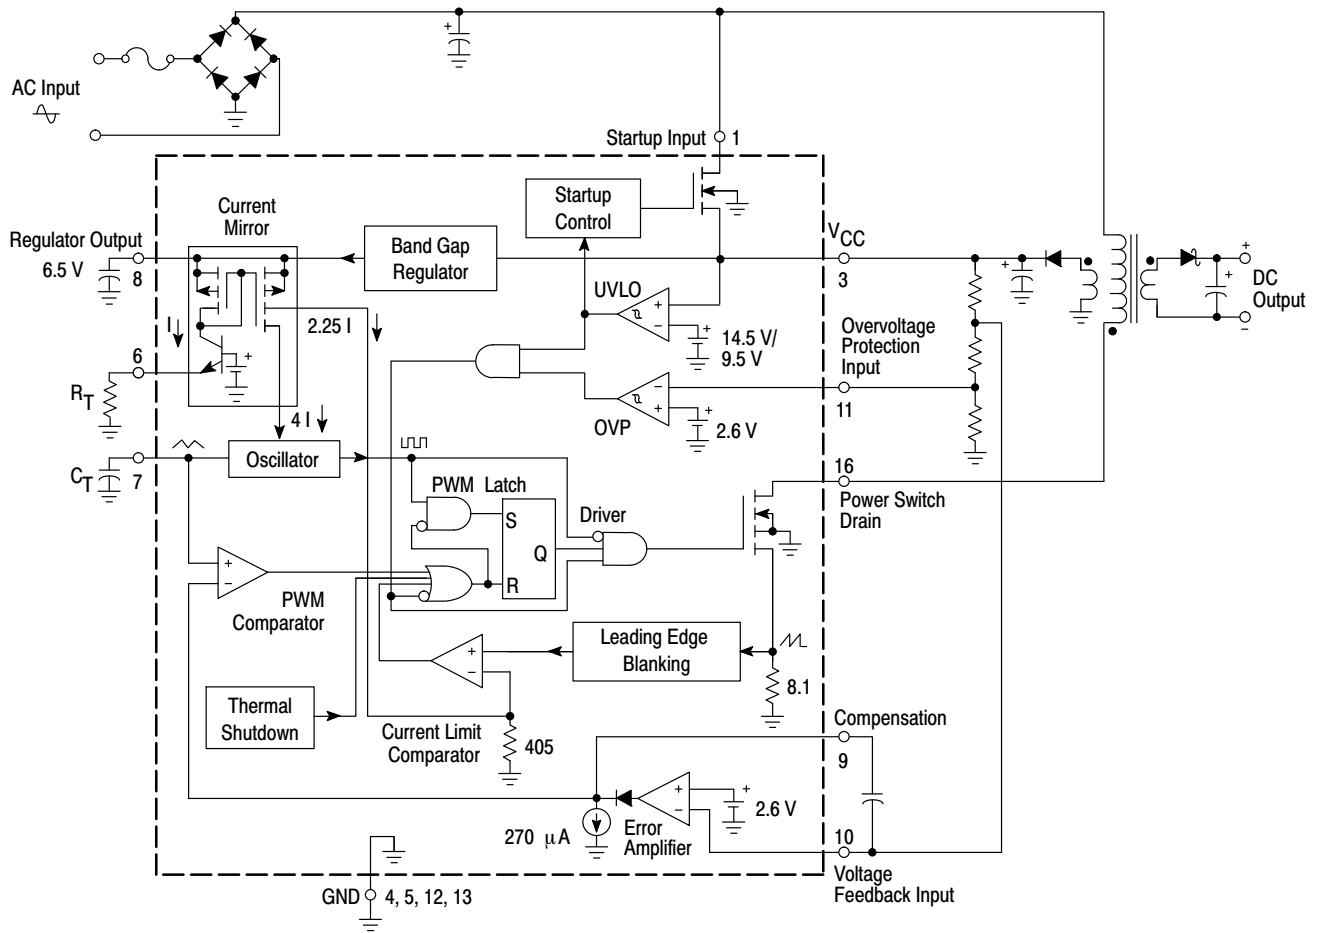 AC Input
Startup Input
1
Current
Mirror
Startup
Control
Regulator Output
6.5 V
8
Band Gap
Regulator
VCC
3
DC
Output
+
−
UVLO
14.5 V/
9.5 V
I
2.25 I
Overvoltage
Protection
Input
11
6
RT
4 I
OVP
2.6 V
Oscillator
CT
7
16
Power Switch
Drain
PWM Latch
S
Q
R
Driver
PWM
Comparator
Leading Edge
Blanking
8.1
Thermal
Shutdown
Current Limit
Comparator
405
Compensation
9
270 µA
Error
Amplifier
2.6 V
10
Voltage
Feedback Input
GND
4, 5, 12, 13